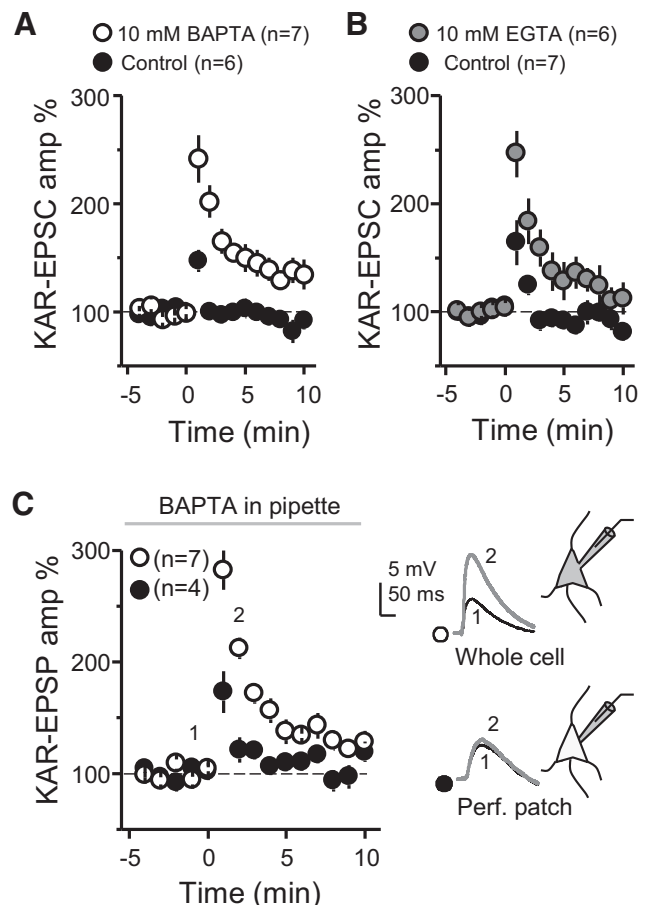 A
10 mM BAPTA (n=7)
Control (n=6)
300
200
100
KAR-EPSC amp %
-5 0 5 10
Time (min)
B
10 mM EGTA (n=6)
Control (n=7)
300
200
100
KAR-EPSC amp %
-5 0 5 10
Time (min)
C
BAPTA in pipette
(n=7)
(n=4)
300
200
100
KAR-EPSP amp %
1
2
-5 0 5 10
Time (min)
5 mV
50 ms
2
1
Whole cell
2
1
Perf. patch